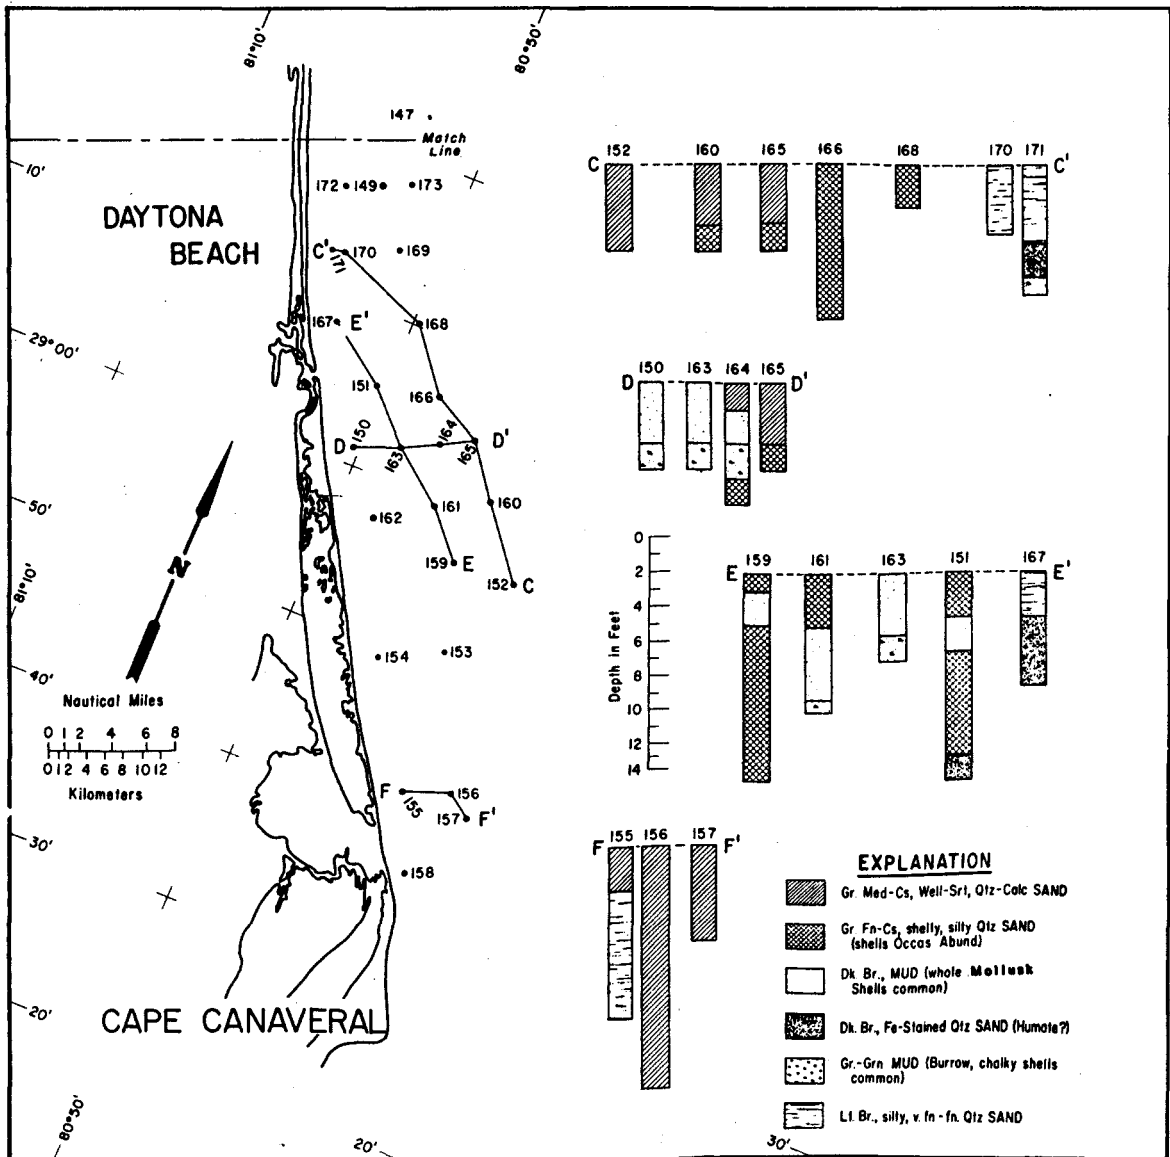 81°10'
80°50'
147
Match
Line
10'
172 149 173
DAYTONA
BEACH
C' 171 170 169
167 E'
168
29°00'
151
166
D 150 163 164 165 D'
50'
162
161
160
159 E
152 C
N
81°10'
154
153
40'
Nautical Miles
0 1 2 4 6 8
0 1 2 4 6 8 10 12
Kilometers
F 155 156
157 F'
30'
158
20'
CAPE CANAVERAL
80°50'
20'
30'
C 152 160 165 166 168 170 171 C'
D 150 163 164 165 D'
E 159 161 163 151 167 E'
Depth in Feet
0
2
4
6
8
10
12
14
F 155 156 157 F'
EXPLANATION
Gr. Med-Cs, Well-Srt, Qtz-Calc SAND
Gr. Fn-Cs, shelly, silly Qtz SAND
(shells Occas Abund)
Dk. Br., MUD (whole Mollusk
Shells common)
Dk. Br., Fe-Stained Qtz SAND (Humate?)
Gr.-Grn MUD (Burrow, chalky shells
common)
Lt. Br., silty, v. fn - fn. Qtz SAND